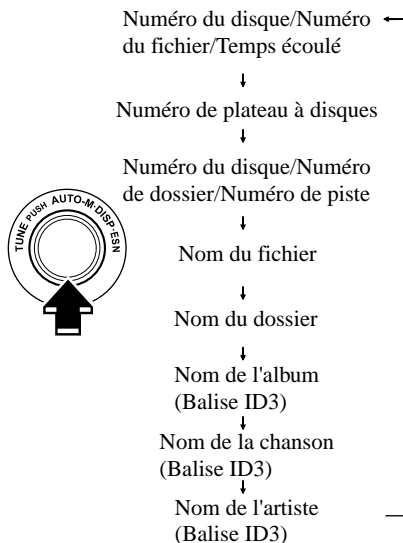 Numéro du disque/Numéro
du fichier/Temps écoulé
Numéro de plateau à disques
Numéro du disque/Numéro
de dossier/Numéro de piste
TUNE PUSH AUTO-M·DISP·ESN
Nom du fichier
Nom du dossier
Nom de l'album
(Balise ID3)
Nom de la chanson
(Balise ID3)
Nom de l'artiste
(Balise ID3)